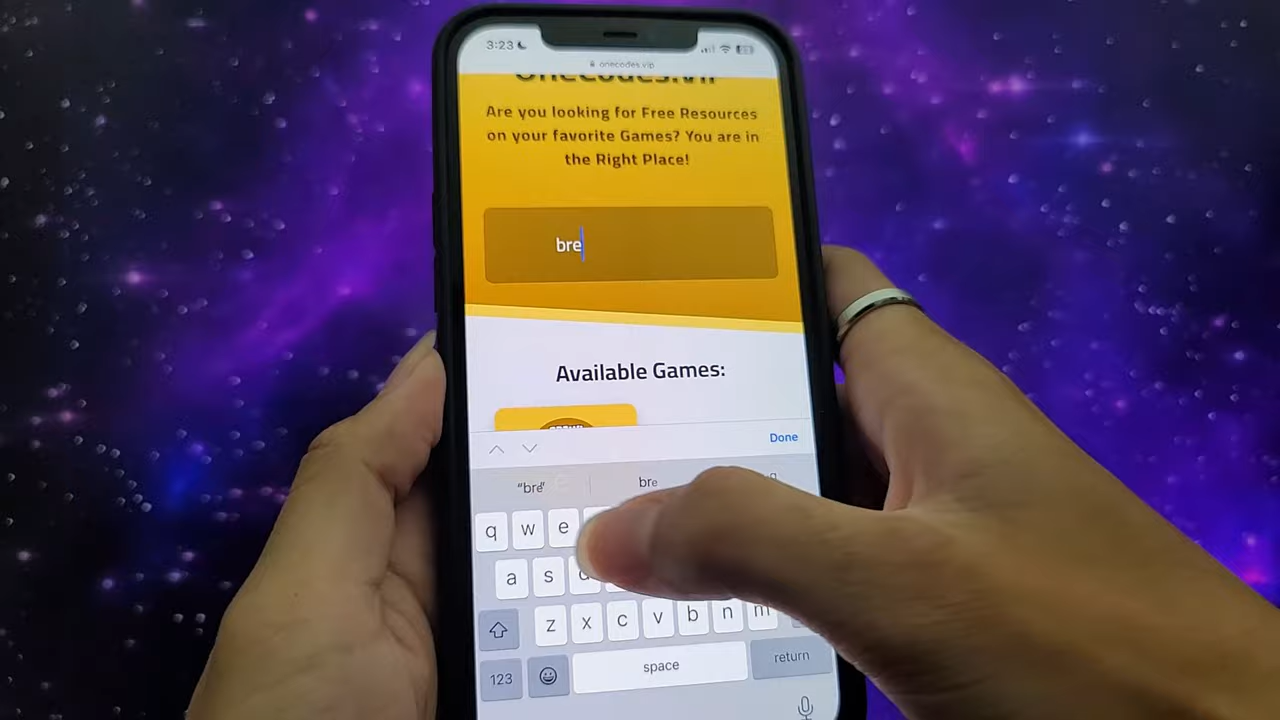 3:23
onecodes.vip
OneCodes.vip
Are you looking for Free Resources
on your favorite Games? You are in
the Right Place!
bre
Available Games:
Done
"bre" bre
q w e
a s d
z x c v b n m
123 space return